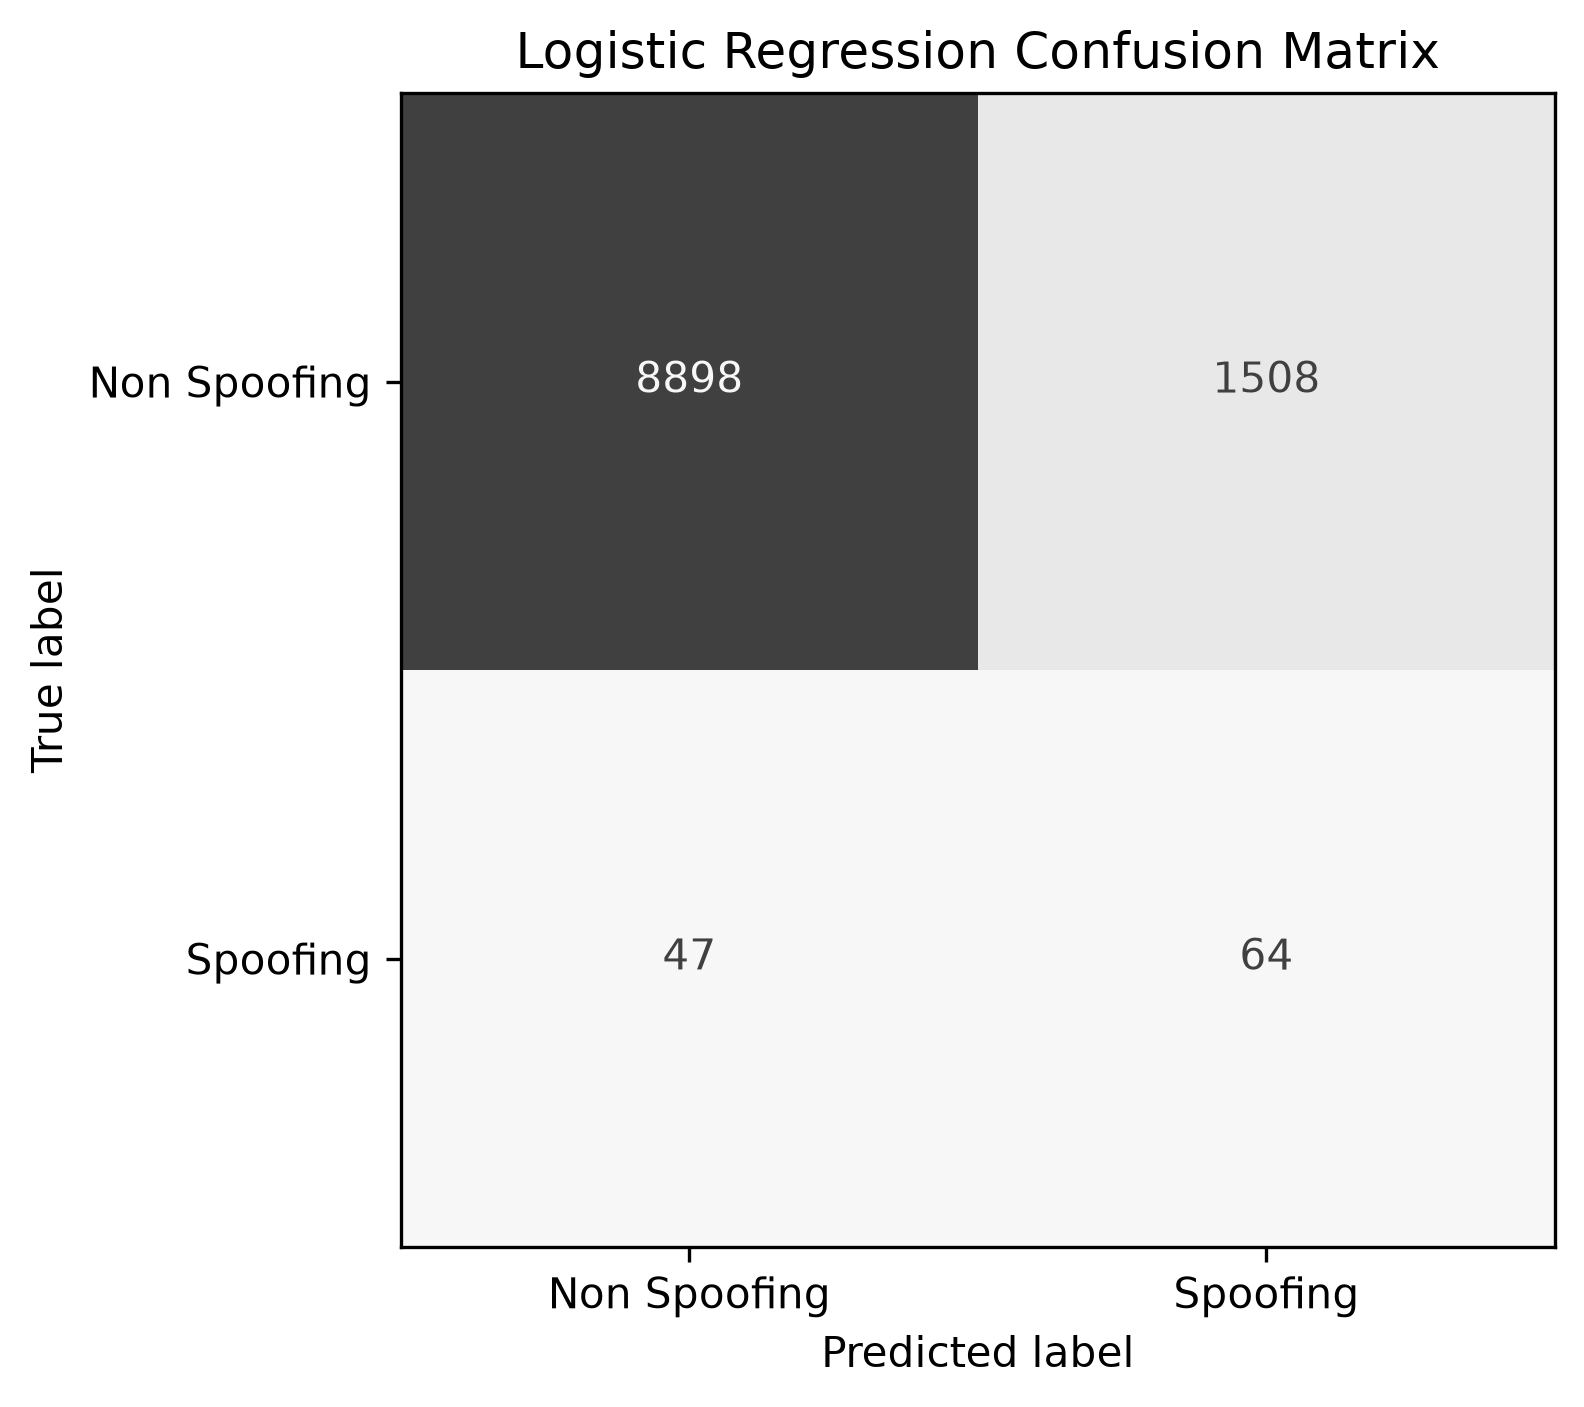 Logistic Regression Confusion Matrix
Non Spoofing
8898
1508
True label
Spoofing
47
64
Non Spoofing
Spoofing
Predicted label